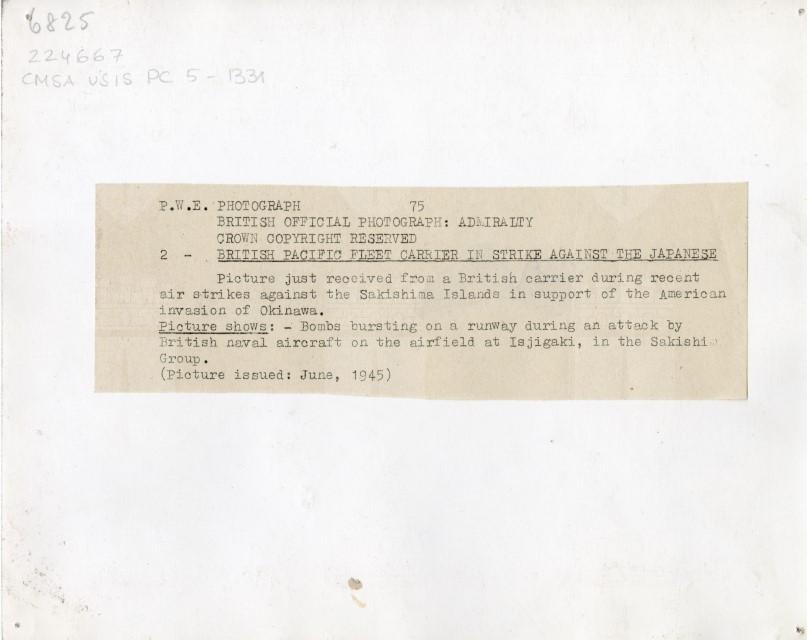 6825
224667
CMSA USIS PC 5 - 1331
P.W.E. PHOTOGRAPH 75
BRITISH OFFICIAL PHOTOGRAPH: ADMIRALTY
CROWN COPYRIGHT RESERVED
2 - BRITISH PACIFIC FLEET CARRIER IN STRIKE AGAINST THE JAPANESE
Picture just received from a British carrier during recent
air strikes against the Sakishima Islands in support of the American
invasion of Okinawa.
Picture shows: - Bombs bursting on a runway during an attack by
British naval aircraft on the airfield at Isjigaki, in the Sakishi
Group.
(Picture issued: June, 1945)